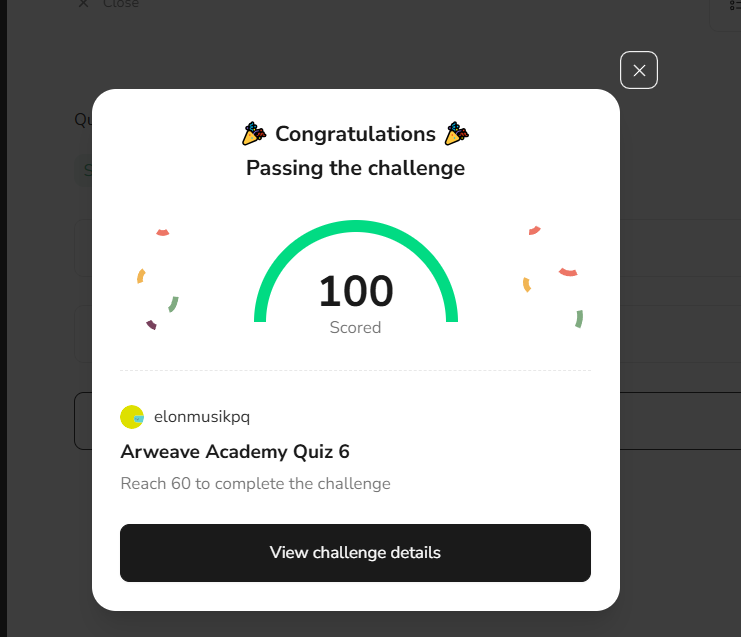 Close
Qu
S
Congratulations
Passing the challenge
100
Scored
elonmusikpq
Arweave Academy Quiz 6
Reach 60 to complete the challenge
View challenge details